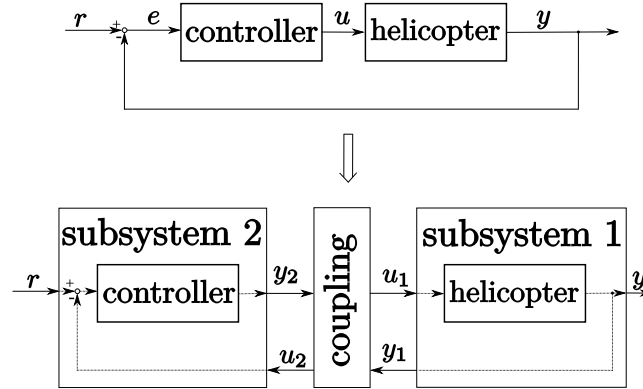 r
+
-
e
controller
u
helicopter
y
subsystem 2
coupling
subsystem 1
r
+
-
controller
y₂
u₁
helicopter
y
u₂
y₁